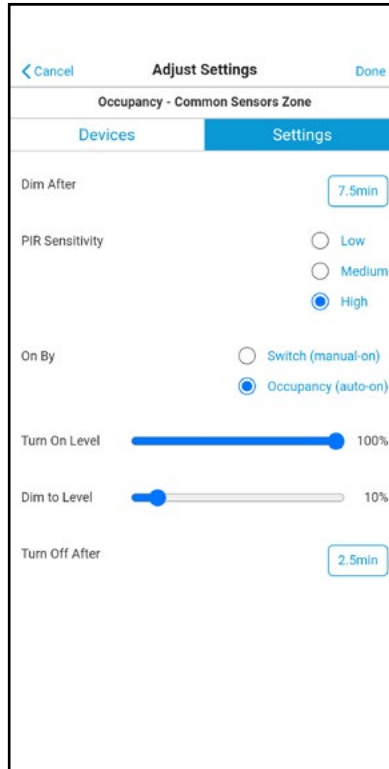 Cancel Adjust Settings Done
Occupancy - Common Sensors Zone
Devices Settings
Dim After 7.5min
PIR Sensitivity Low
Medium
High
On By Switch (manual-on)
Occupancy (auto-on)
Turn On Level 100%
Dim to Level 10%
Turn Off After 2.5min